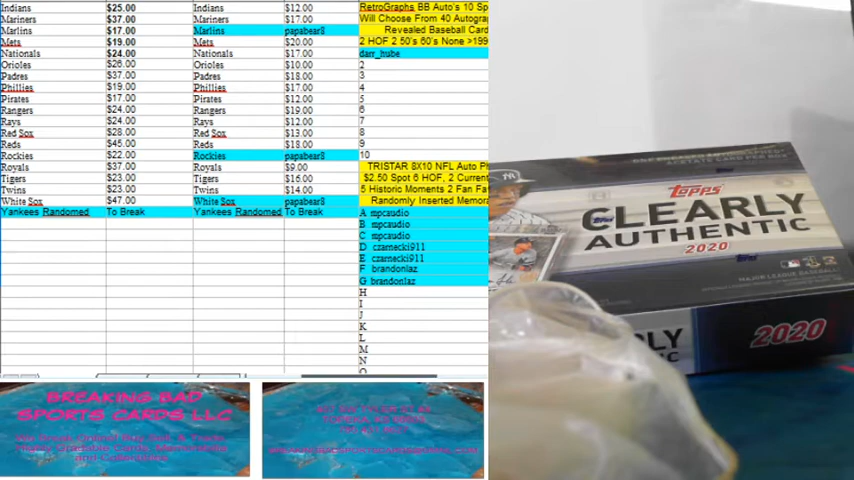 Indians $25.00 Indians $12.00 RetroGraphs BB Auto's 10 Sp
Mariners $37.00 Mariners $17.00 Will Choose From 40 Autograp
Marlins $17.00 Marlins papabear8 Revealed Baseball Car
Mets $19.00 Mets $20.00 2 HOF 2 50's 60's None >199
Nationals $24.00 Nationals $17.00 darr_hube
Orioles $26.00 Orioles $10.00 2
Padres $37.00 Padres $18.00 3
Phillies $19.00 Phillies $17.00 4
Pirates $17.00 Pirates $12.00 5
Rangers $24.00 Rangers $19.00 6
Rays $24.00 Rays $12.00 7
Red Sox $28.00 Red Sox $13.00 8
Reds $45.00 Reds $18.00 9
Rockies $22.00 Rockies papabear8 10
Royals $37.00 Royals $9.00 TRISTAR 8X10 NFL Auto Ph
Tigers $23.00 Tigers $16.00 $2.50 Spot 6 HOF, 2 Current
Twins $23.00 Twins $14.00 5 Historic Moments 2 Fan Fa
White Sox $47.00 White Sox papabear8 Randomly Inserted Memora
Yankees Randomed To Break Yankees Randomed To Break A mpcaudio
B mpcaudio
C mpcaudio
D czarnecki911
E czarnecki911
F brandonlaz
G brandonlaz
H
I
J
K
L
M
N
O
BREAKING BAD
SPORTS CARDS LLC
and Collectibles
TOPPS
CLEARLY
AUTHENTIC
2020
MAJOR LEAGUE BASEBALL
2020